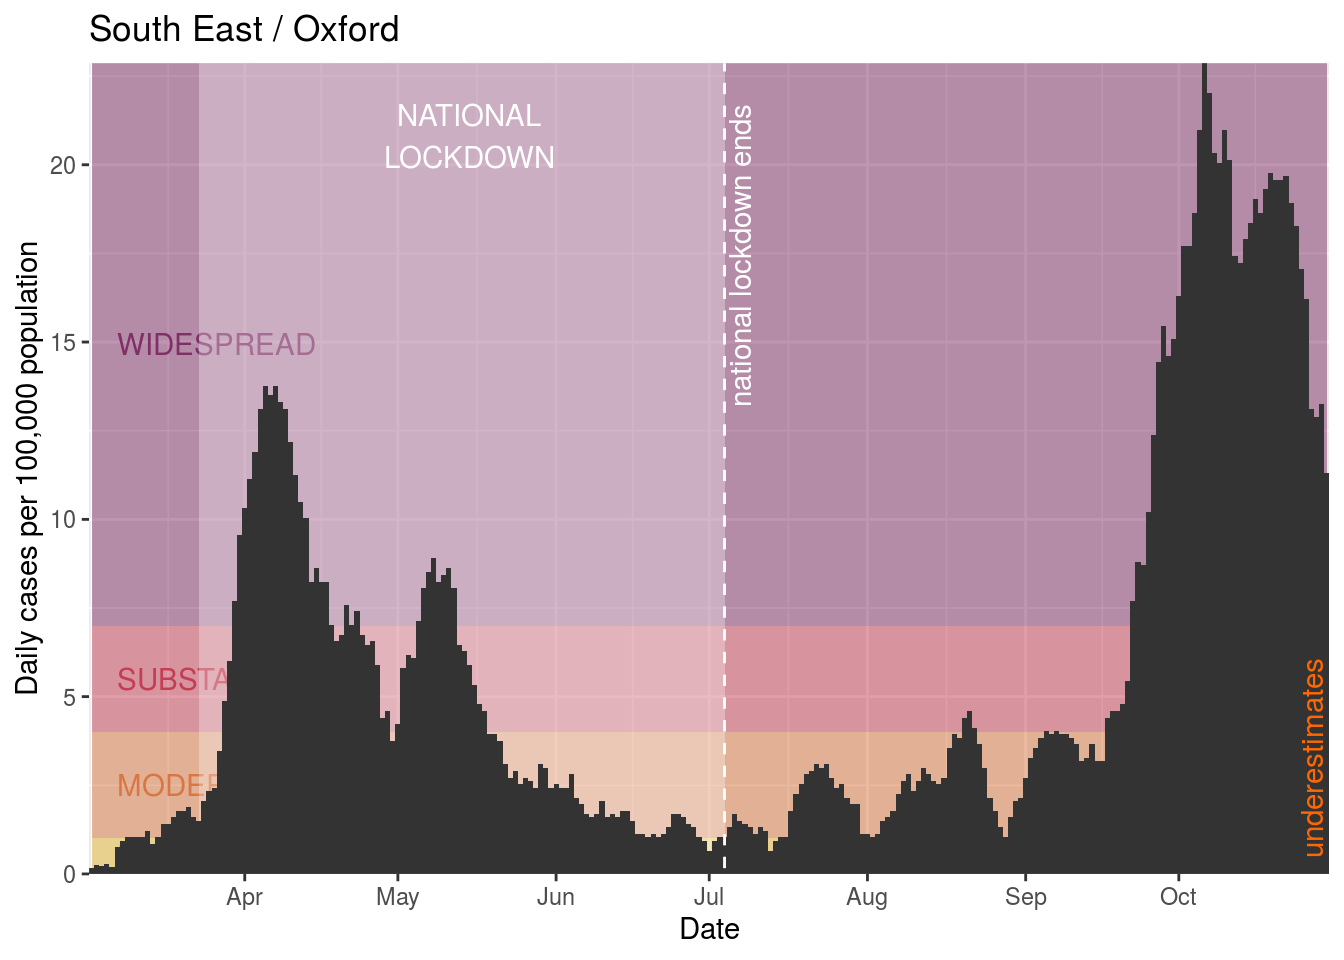 South East / Oxford
NATIONAL
LOCKDOWN
national lockdown ends
WIDESPREAD
SUBSTA
MODER
underestimates
Daily cases per 100,000 population
20
15
10
5
0
Apr
May
Jun
Jul
Aug
Sep
Oct
Date